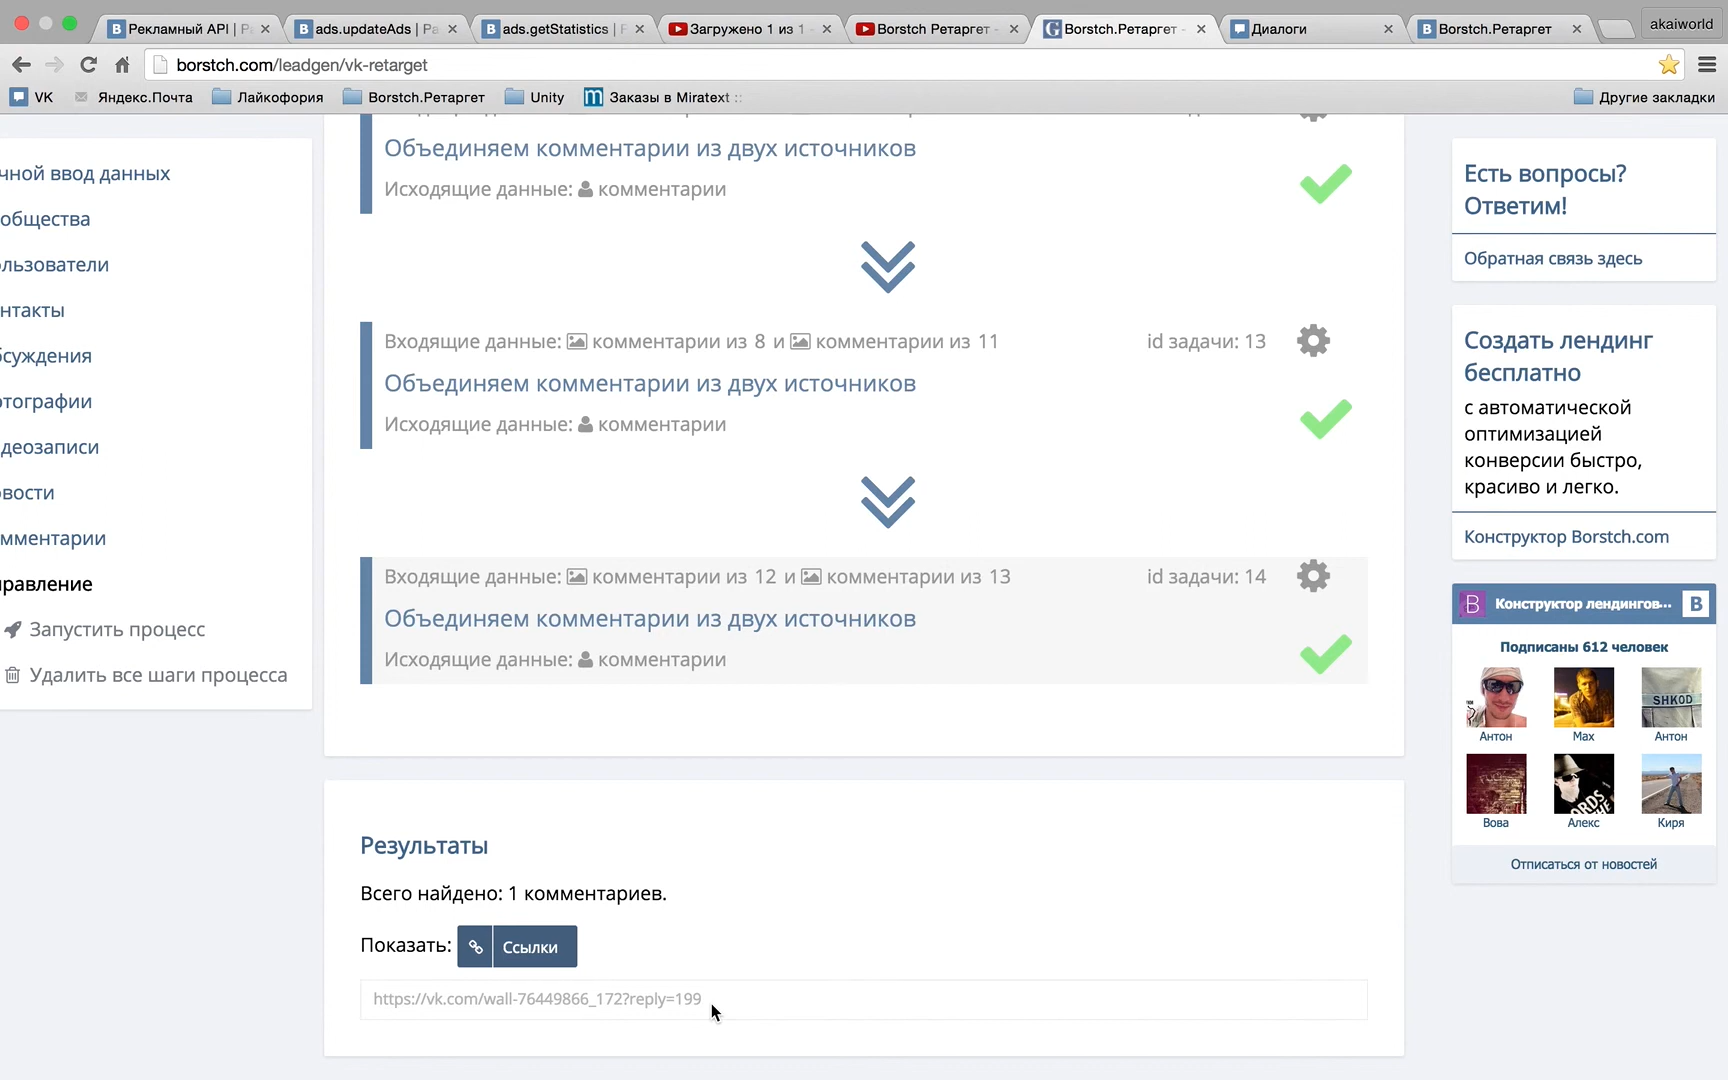 Рекламный API | Р
ads.updateAds | Ра
ads.getStatistics | Р
Загружено 1 из 1 -
Borstch Ретаргет -
Borstch.Ретаргет -
Диалоги
Borstch.Ретаргет
akaiworld
borstch.com/leadgen/vk-retarget
VK
Яндекс.Почта
Лайкофория
Borstch.Ретаргет
Unity
Заказы в Miratext ::
Другие закладки
чной ввод данных
общества
льзователи
нтакты
суждения
тографии
деозаписи
вости
мментарии
равление
Запустить процесс
Удалить все шаги процесса
Объединяем комментарии из двух источников
Исходящие данные: комментарии
Входящие данные: комментарии из 8 и комментарии из 11
id задачи: 13
Объединяем комментарии из двух источников
Исходящие данные: комментарии
Входящие данные: комментарии из 12 и комментарии из 13
id задачи: 14
Объединяем комментарии из двух источников
Исходящие данные: комментарии
Результаты
Всего найдено: 1 комментариев.
Показать: Ссылки
https://vk.com/wall-76449866_172?reply=199
Есть вопросы?
Ответим!
Обратная связь здесь
Создать лендинг
бесплатно
с автоматической
оптимизацией
конверсии быстро,
красиво и легко.
Конструктор Borstch.com
Конструктор лендингов...
Подписаны 612 человек
SHKOD
Антон
Max
Антон
Вова
Алекс
Киря
Отписаться от новостей